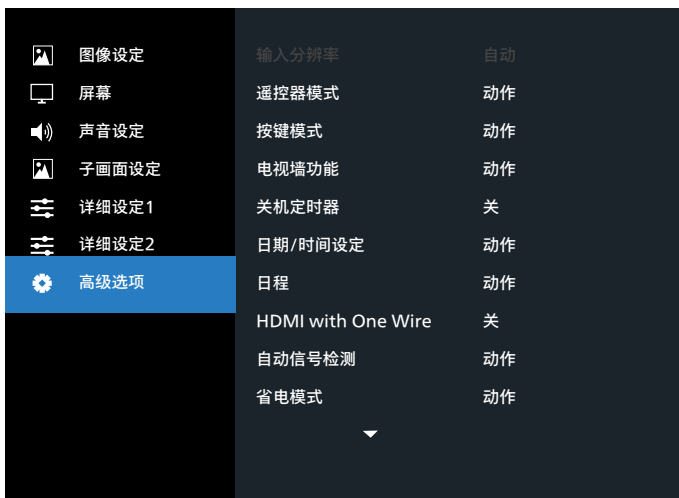 图像设定
屏幕
声音设定
子画面设定
详细设定1
详细设定2
高级选项
输入分辨率 自动
遥控器模式 动作
按键模式 动作
电视墙功能 动作
关机定时器 关
日期/时间设定 动作
日程 动作
HDMI with One Wire 关
自动信号检测 动作
省电模式 动作